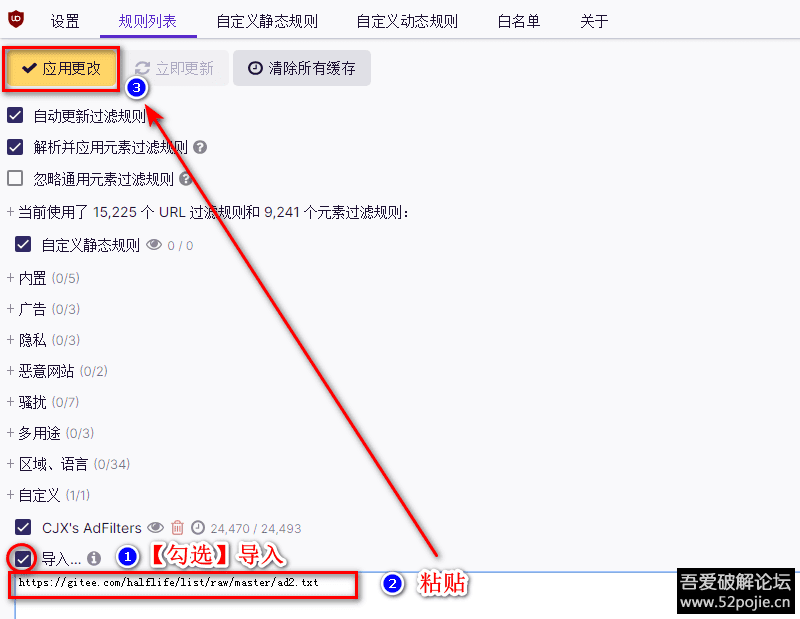 设置 规则列表 自定义静态规则 自定义动态规则 白名单 关于
应用更改 立即更新 清除所有缓存
3
自动更新过滤规则
解析并应用元素过滤规则
忽略通用元素过滤规则
+ 当前使用了 15,225 个 URL 过滤规则和 9,241 个元素过滤规则：
自定义静态规则 0 / 0
+ 内置 (0/5)
+ 广告 (0/3)
+ 隐私 (0/3)
+ 恶意网站 (0/2)
+ 骚扰 (0/7)
+ 多用途 (0/3)
+ 区域、语言 (0/34)
+ 自定义 (1/1)
CJX's AdFilters 24,470 / 24,493
导入... 1 【勾选】导入
https://gitee.com/halflife/list/raw/master/ad2.txt 2 粘贴
吾爱破解论坛
www.52pojie.cn